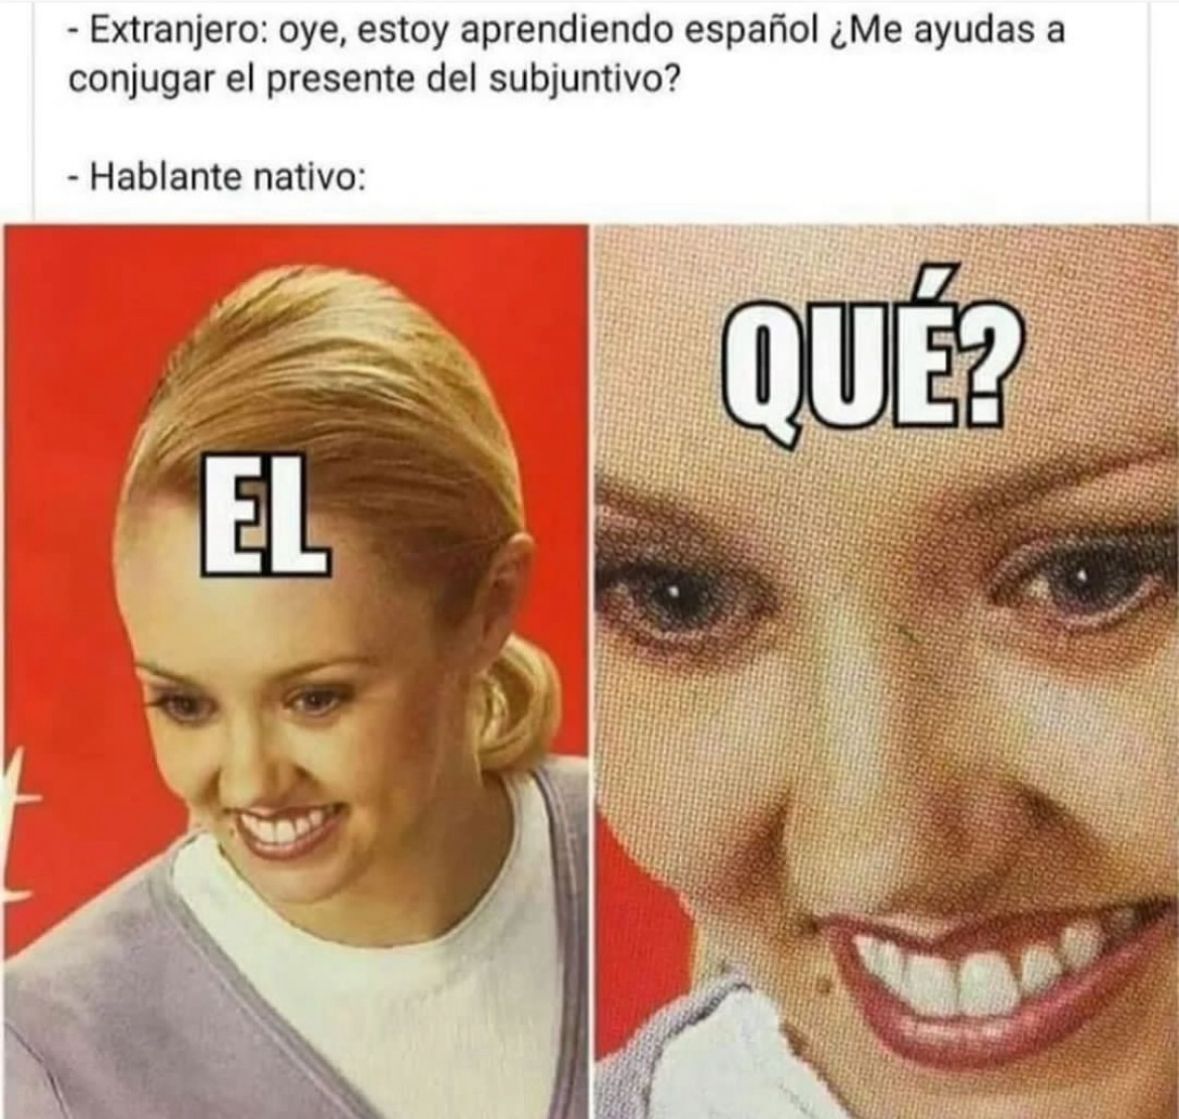 - Extranjero: oye, estoy aprendiendo español ¿Me ayudas a
conjugar el presente del subjuntivo?
- Hablante nativo:
EL
QUÉ?